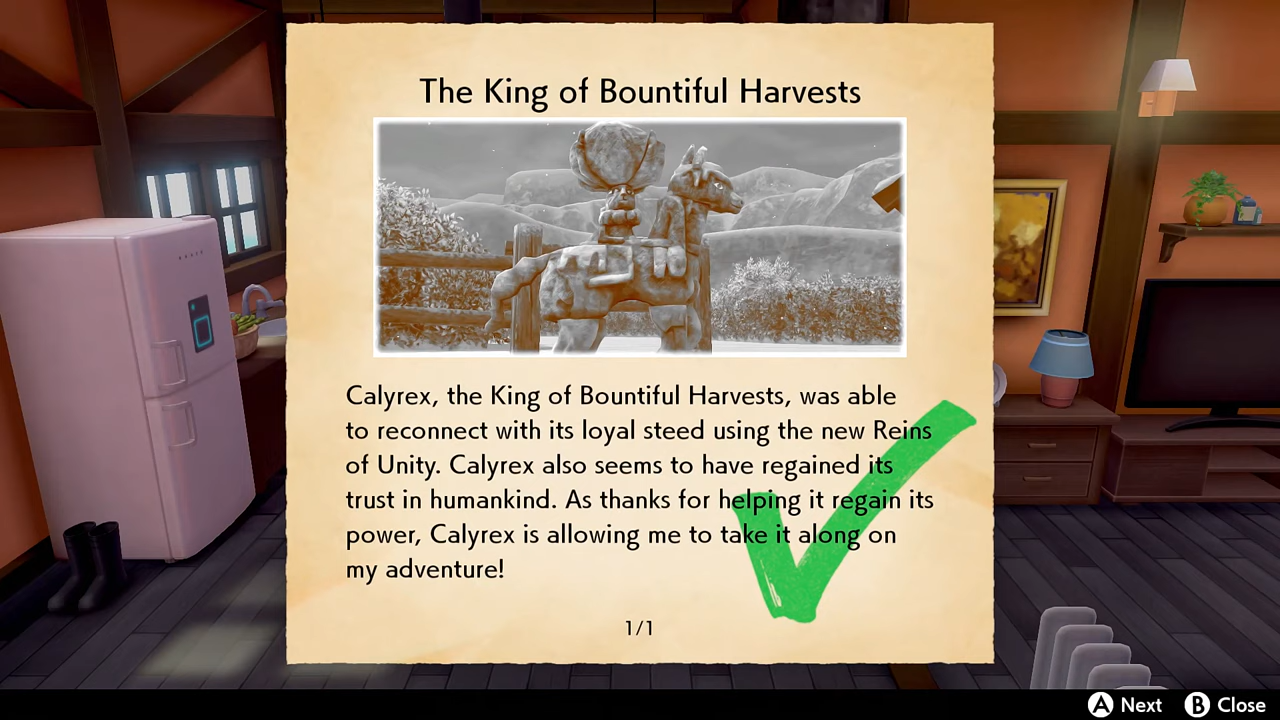 The King of Bountiful Harvests
Calyrex, the King of Bountiful Harvests, was able
to reconnect with its loyal steed using the new Reins
of Unity. Calyrex also seems to have regained its
trust in humankind. As thanks for helping it regain its
power, Calyrex is allowing me to take it along on
my adventure!
1/1
A Next B Close